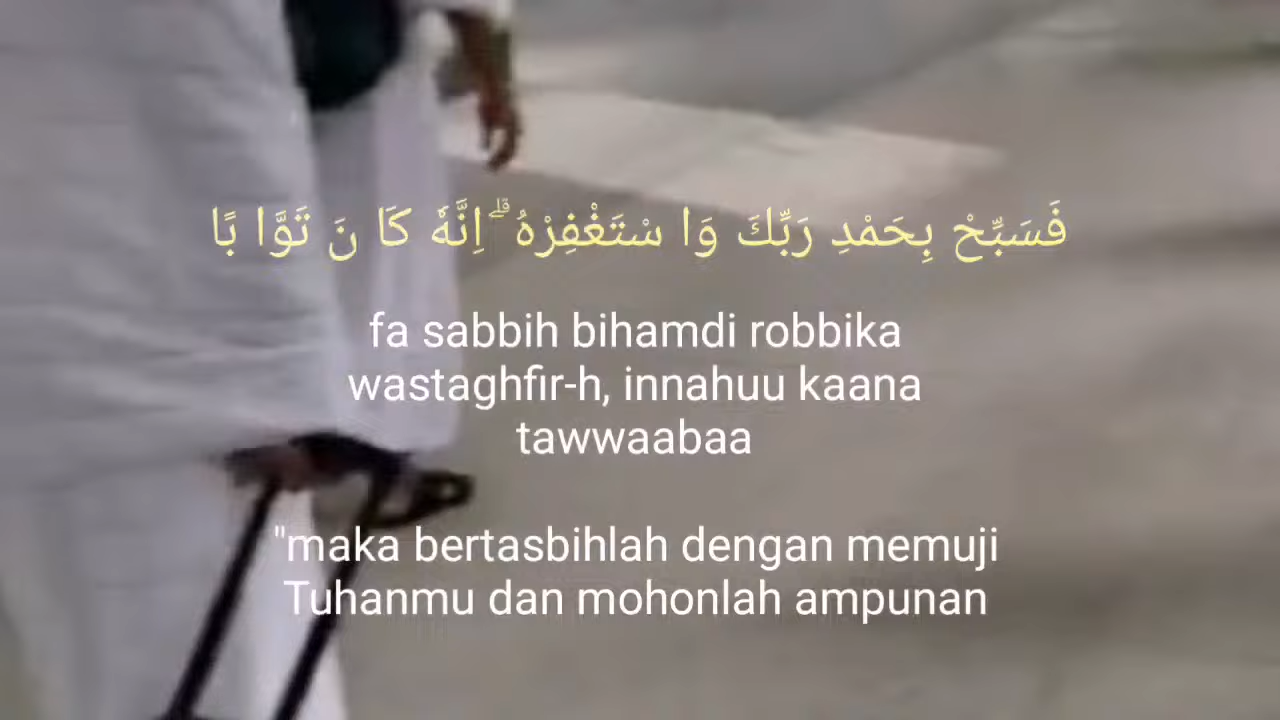 فَسَبِّحْ بِحَمْدِ رَبِّكَ وَا سْتَغْفِرْهُ ۗ اِنَّهٗ كَا نَ تَوَّا بًا
fa sabbih bihamdi robbika
wastaghfir-h, innahuu kaana
tawwaabaa
"maka bertasbihlah dengan memuji
Tuhanmu dan mohonlah ampunan